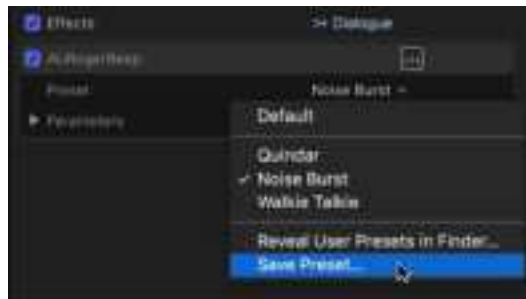 Effects
Dialogue
AURogerBeep
Preset
Noise Burst
Parameters
Default
Quindar
Noise Burst
Walkie Talkie
Reveal User Presets in Finder...
Save Preset...